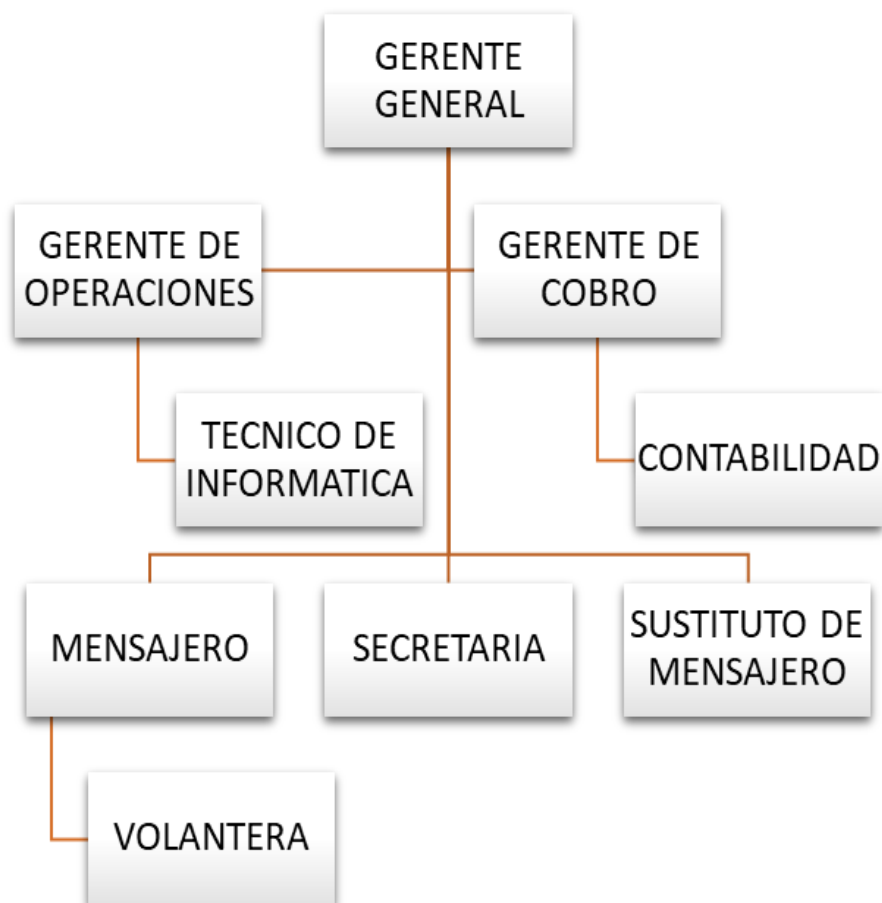 GERENTE
GENERAL
GERENTE DE
OPERACIONES
GERENTE DE
COBRO
TECNICO DE
INFORMATICA
CONTABILIDAD
MENSAJERO
SECRETARIA
SUSTITUTO DE
MENSAJERO
VOLANTERA